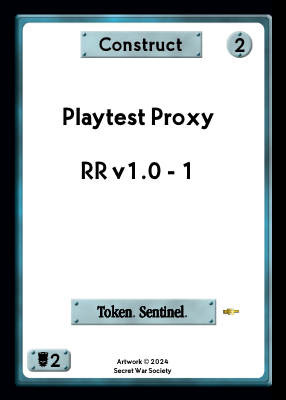 Construct
2
Playtest Proxy
RR v1.0 - 1
Token. Sentinel.
2
Artwork © 2024
Secret War Society